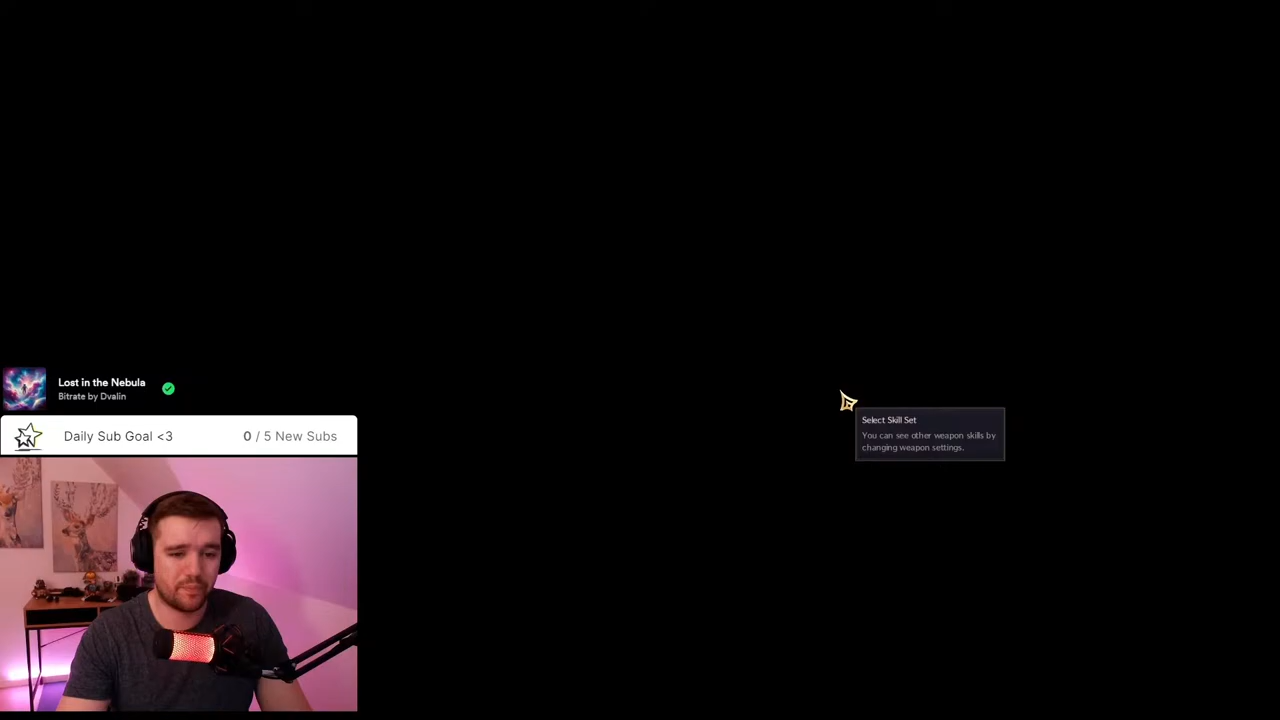 Lost in the Nebula
Bitrate by Dvalin
Daily Sub Goal <3 0 / 5 New Subs
Select Skill Set
You can see other weapon skills by
changing weapon settings.